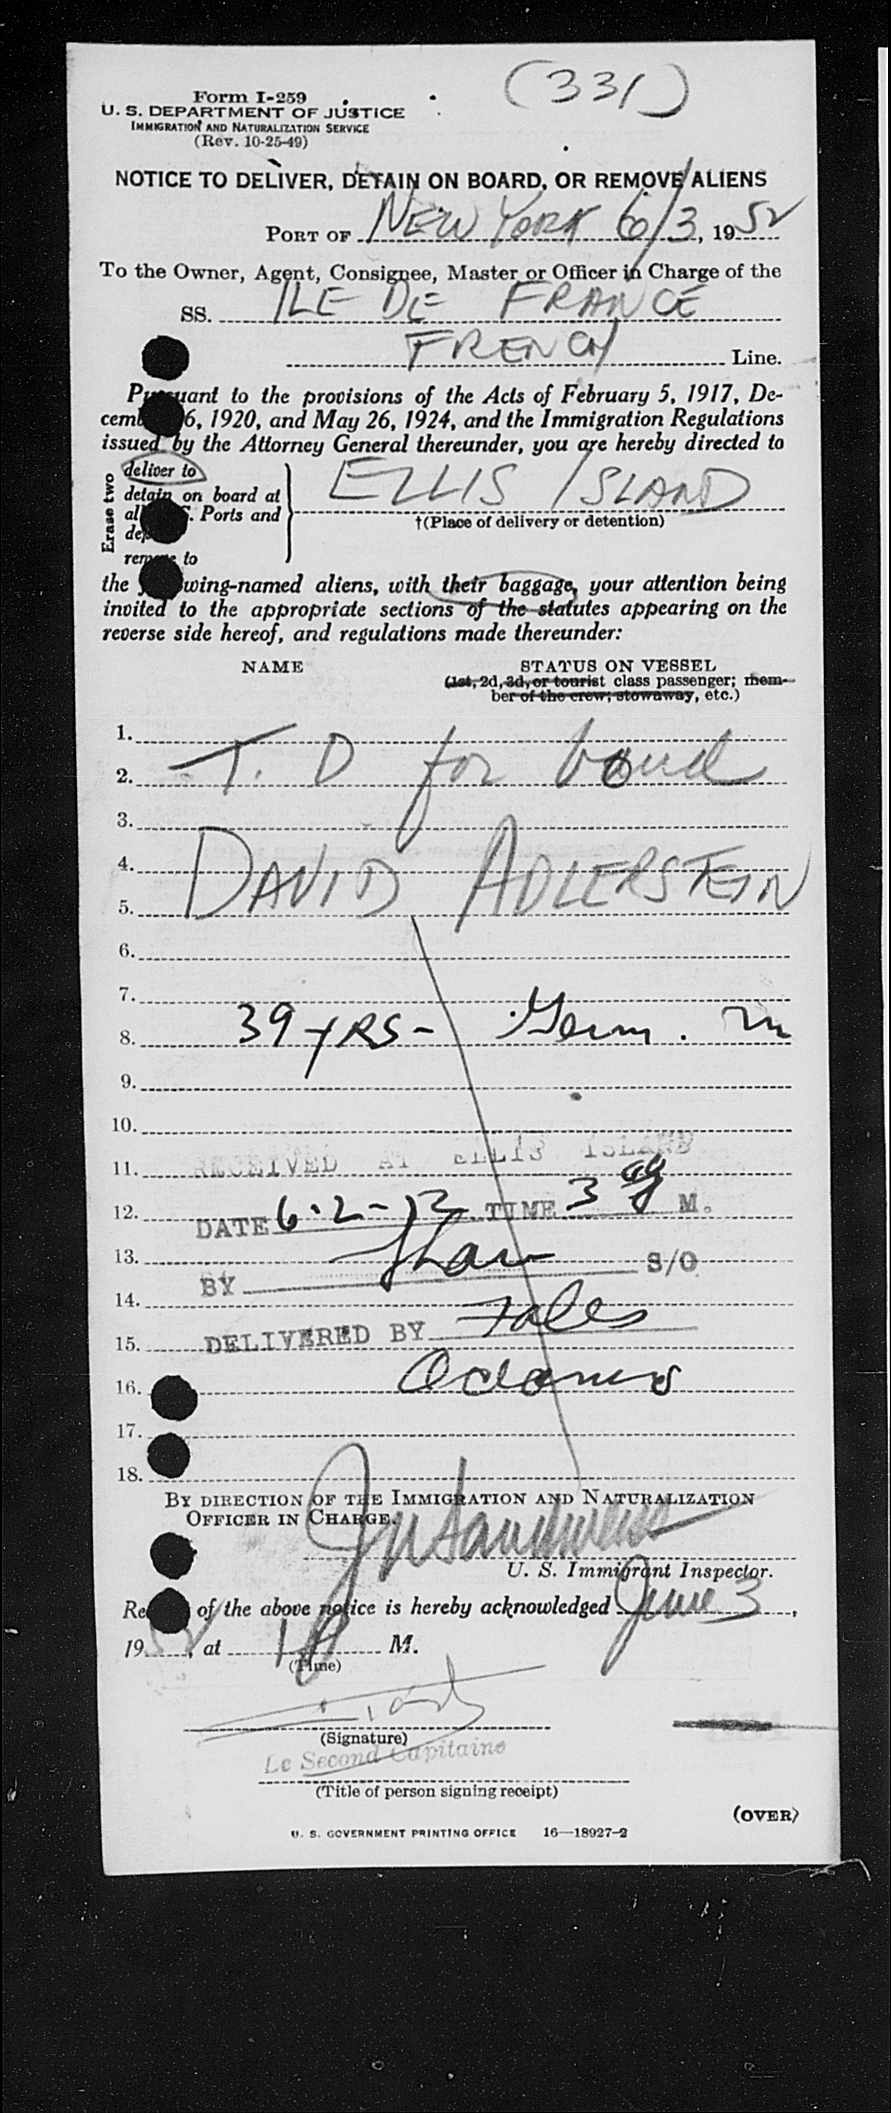 (331)
Form I-259
U. S. DEPARTMENT OF JUSTICE
IMMIGRATION AND NATURALIZATION SERVICE
(Rev. 10-25-49)
NOTICE TO DELIVER, DETAIN ON BOARD, OR REMOVE ALIENS
PORT OF NEW YORK 6/3, 1952
To the Owner, Agent, Consignee, Master or Officer in Charge of the
SS. ILE DE FRANCE
FRENCH Line.
Pursuant to the provisions of the Acts of February 5, 1917, De-
cember 26, 1920, and May 26, 1924, and the Immigration Regulations
issued by the Attorney General thereunder, you are hereby directed to
Erase two
deliver to
detain on board at
all U.S. Ports and
remove to
ELLIS ISLAND
†(Place of delivery or detention)
the following-named aliens, with their baggage, your attention being
invited to the appropriate sections of the statutes appearing on the
reverse side hereof, and regulations made thereunder:
NAME STATUS ON VESSEL
(1st, 2d, 3d, or tourist class passenger; mem-
ber of the crew; stowaway, etc.)
1.
2. T. D for bond
3.
4.
5. DAVID ADLERSTEIN
6.
7.
8. 39 YRS - Germ. m
9.
10.
RECEIVED AT ELLIS ISLAND
11.
12. DATE 6-2-52 TIME 3 M.
13. BY Shaw S/O
14.
15. DELIVERED BY
16.
17.
18.
BY DIRECTION OF THE IMMIGRATION AND NATURALIZATION
OFFICER IN CHARGE.
U. S. Immigrant Inspector.
Receipt of the above notice is hereby acknowledged June 3,
1952, at M.
(Time)
(Signature)
Le Second Capitaine
(Title of person signing receipt)
(OVER)
U. S. GOVERNMENT PRINTING OFFICE 16—18927-2